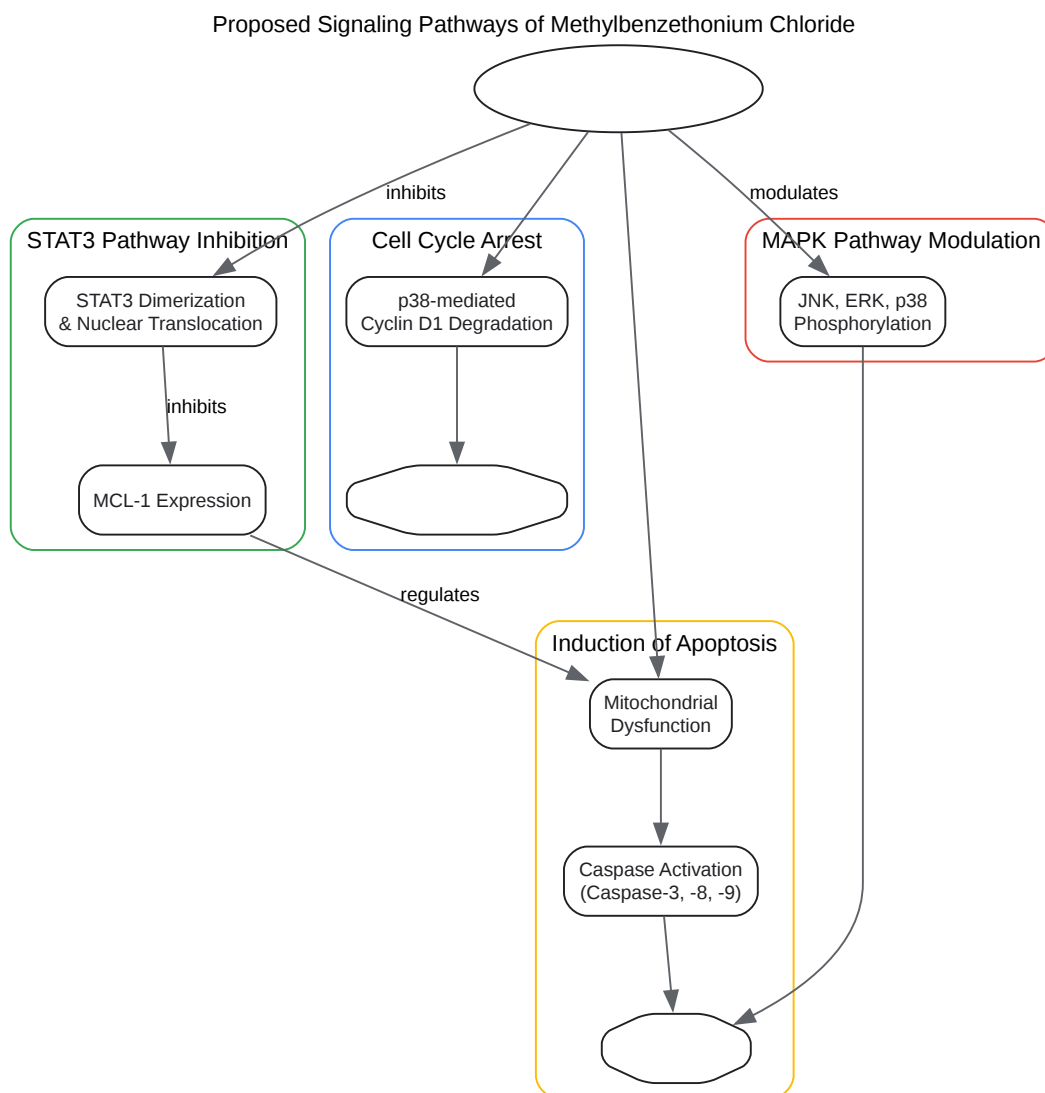 Proposed Signaling Pathways of Methylbenzethonium Chloride
inhibits
modulates
STAT3 Pathway Inhibition
Cell Cycle Arrest
MAPK Pathway Modulation
STAT3 Dimerization
& Nuclear Translocation
p38-mediated
Cyclin D1 Degradation
JNK, ERK, p38
Phosphorylation
inhibits
MCL-1 Expression
regulates
Induction of Apoptosis
Mitochondrial
Dysfunction
Caspase Activation
(Caspase-3, -8, -9)